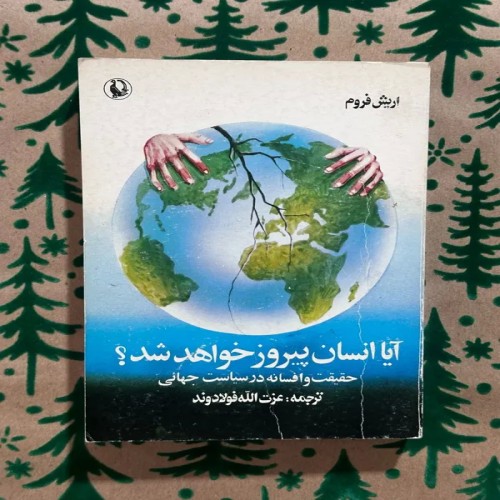 اریش فروم
آیا انسان پیروز خواهد شد؟
حقیقت و افسانه در سیاست جهانی
ترجمه: عزت الله فولادوند